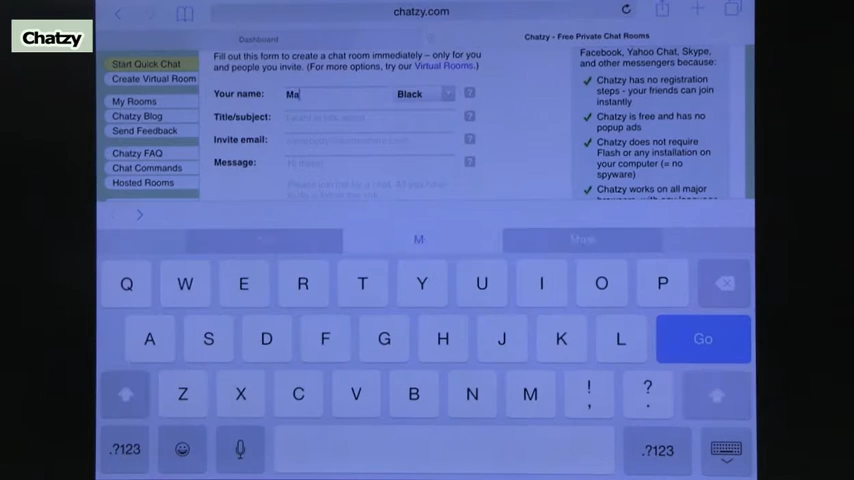 Chatzy
chatzy.com
Dashboard
Chatzy - Free Private Chat Rooms
Start Quick Chat
Create Virtual Room
My Rooms
Chatzy Blog
Send Feedback
Chatzy FAQ
Chat Commands
Hosted Rooms
Fill out this form to create a chat room immediately – only for you
and people you invite. (For more options, try our Virtual Rooms.)
Your name: Ma Black ?
Title/subject: ?
Invite email: ?
Message: ?
Facebook, Yahoo Chat, Skype,
and other messengers because:
Chatzy has no registration
steps - your friends can join
instantly
Chatzy is free and has no
popup ads
Chatzy does not require
Flash or any installation on
your computer (= no
spyware)
Chatzy works on all major
Q W E R T Y U I O P
A S D F G H J K L Go
Z X C V B N M ! , ? .
.?123 .?123